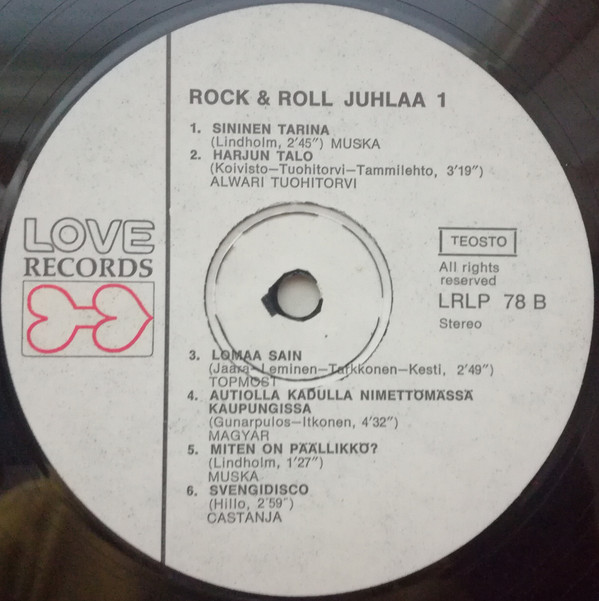 ROCK & ROLL JUHLAA 1
1. SININEN TARINA
(Lindholm, 2'45") MUSKA
2. HARJUN TALO
(Koivisto—Tuohitorvi—Tammilehto, 3'19")
ALWARI TUOHITORVI
LOVE
RECORDS
TEOSTO
All rights
reserved
LRLP 78 B
Stereo
3. LOMAA SAIN
(Jaara—Leminen—Tarkkonen—Kesti, 2'49")
TOPMOST
4. AUTIOLLA KADULLA NIMETTÖMÄSSÄ
KAUPUNGISSA
(Gunarpulos—Itkonen, 4'32")
MAGYAR
5. MITEN ON PÄÄLLIKKÖ?
(Lindholm, 1'27")
MUSKA
6. SVENGIDISCO
(Hillo, 2'59")
CASTANJA